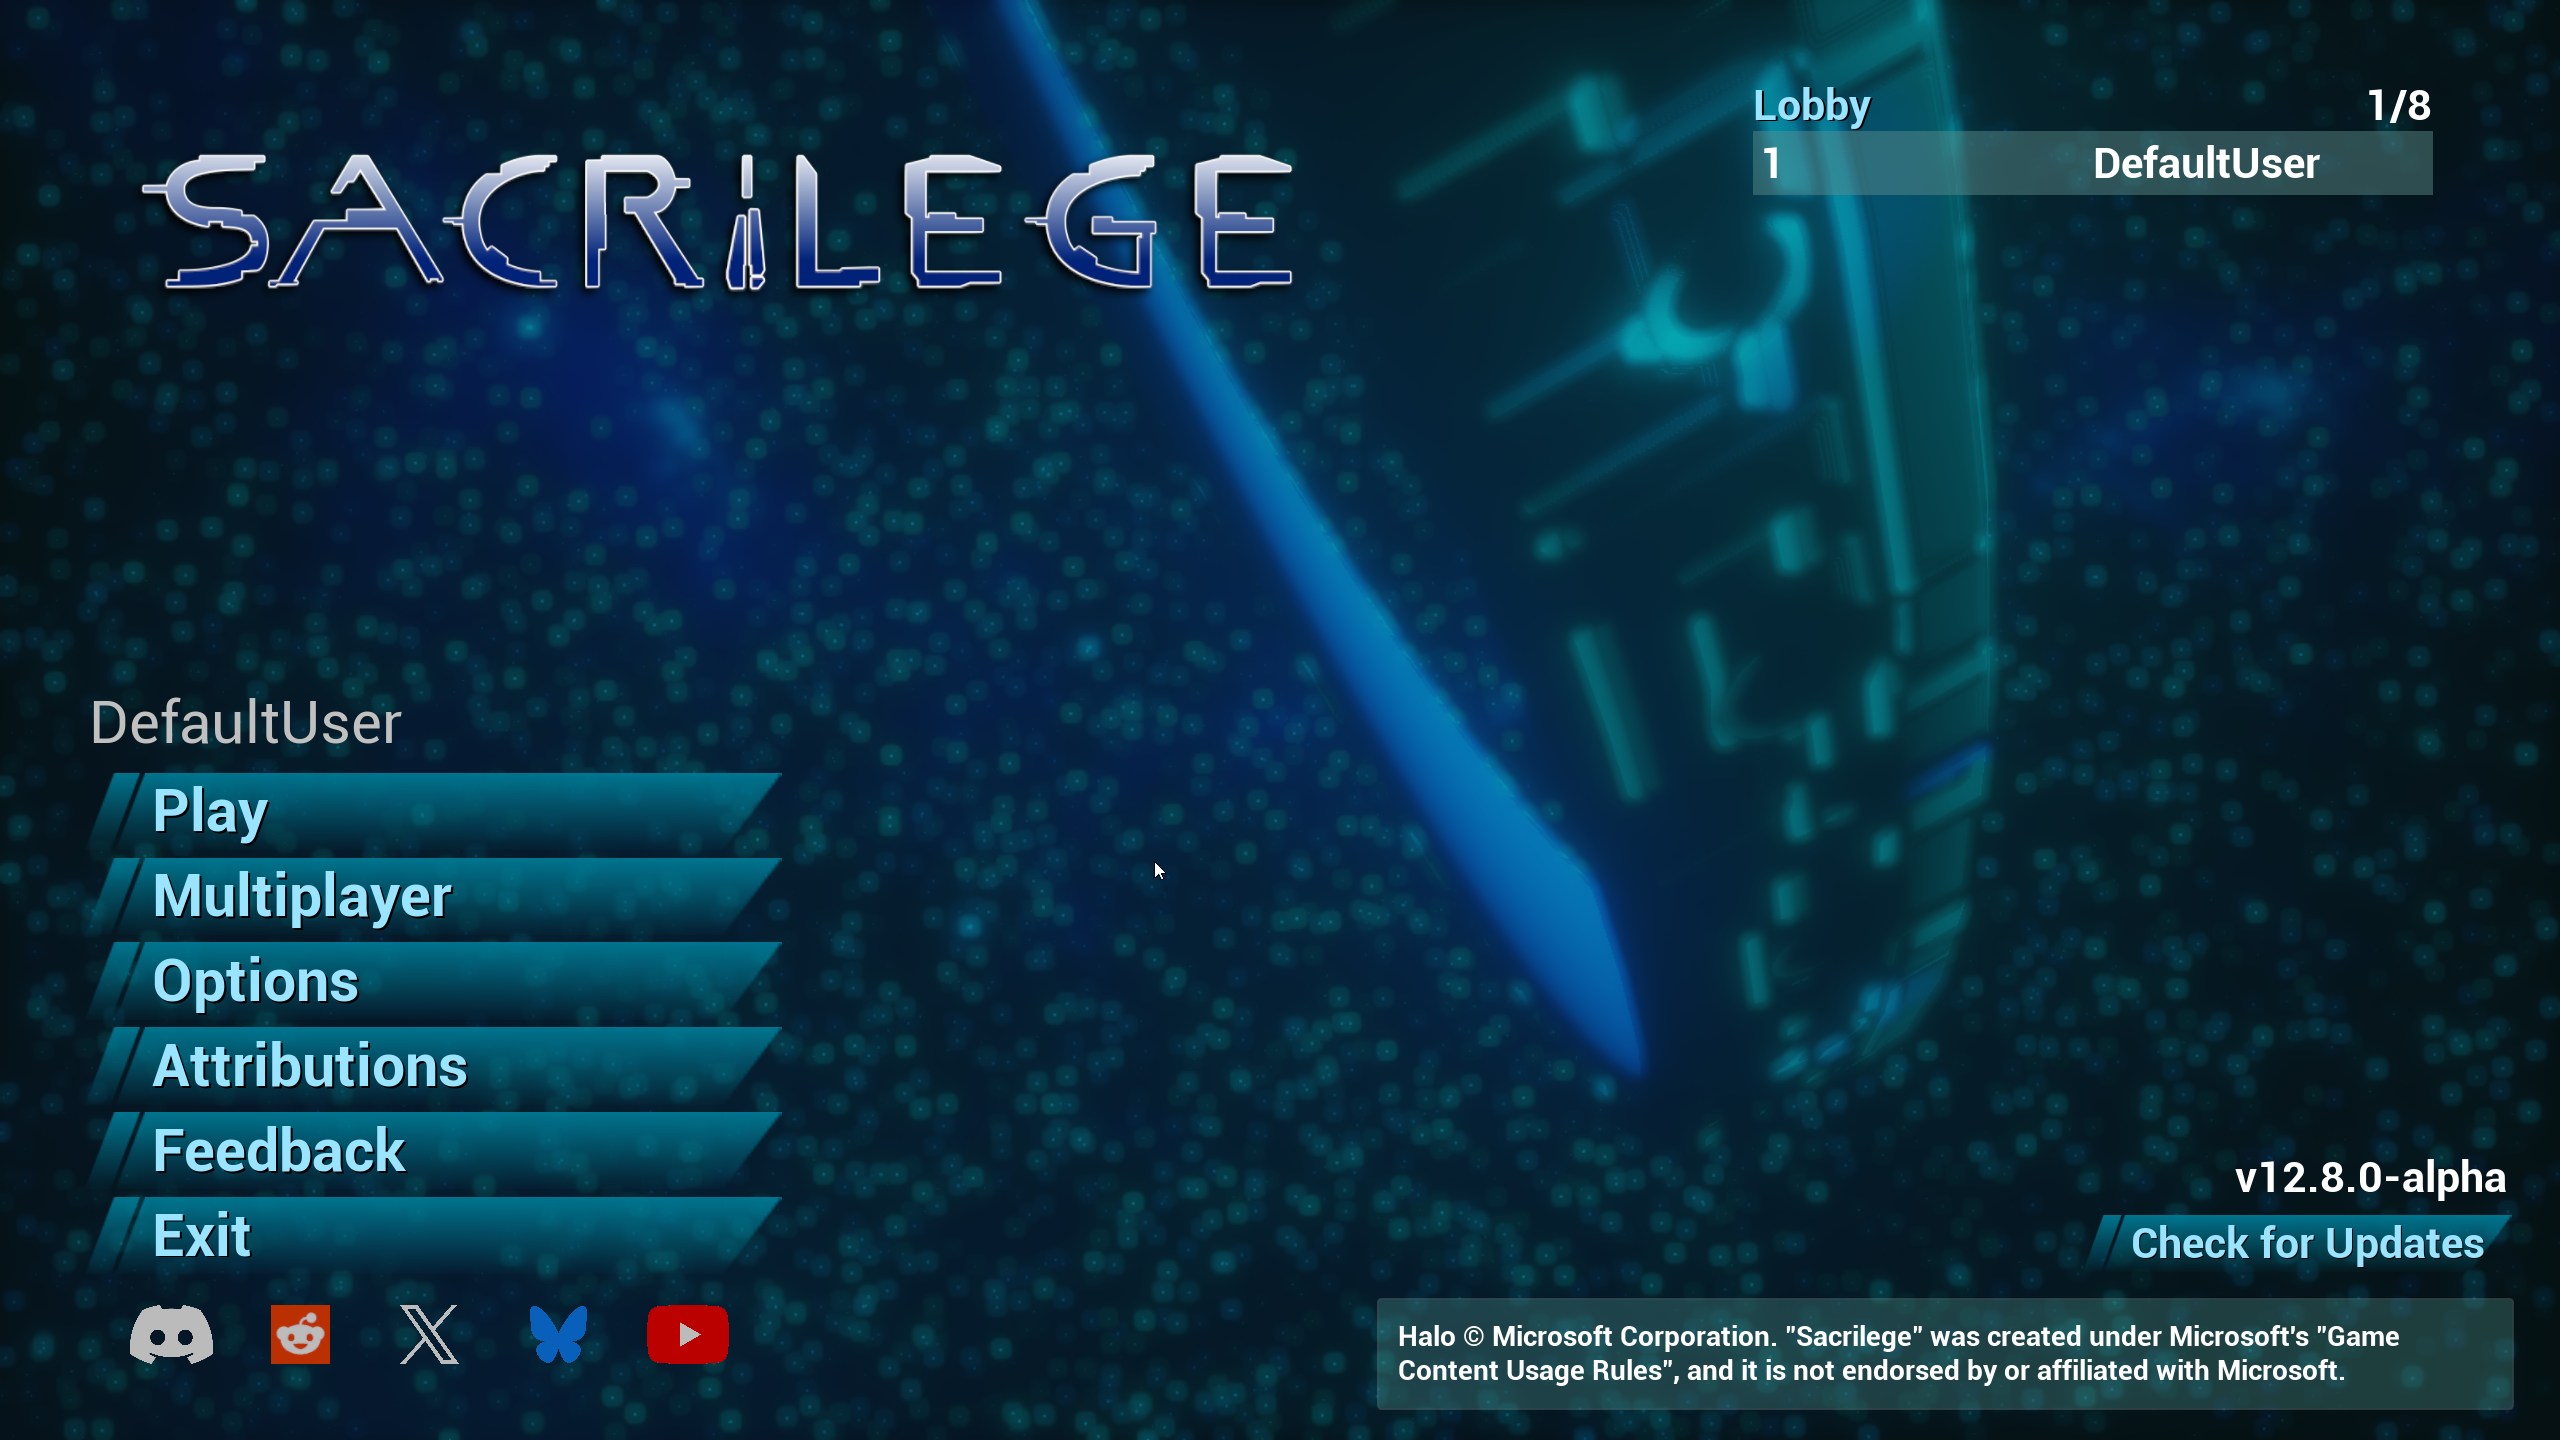 SACRILEGE
Lobby 1/8
1 DefaultUser
DefaultUser
Play
Multiplayer
Options
Attributions
Feedback
Exit
v12.8.0-alpha
Check for Updates
Halo © Microsoft Corporation. "Sacrilege" was created under Microsoft's "Game
Content Usage Rules", and it is not endorsed by or affiliated with Microsoft.